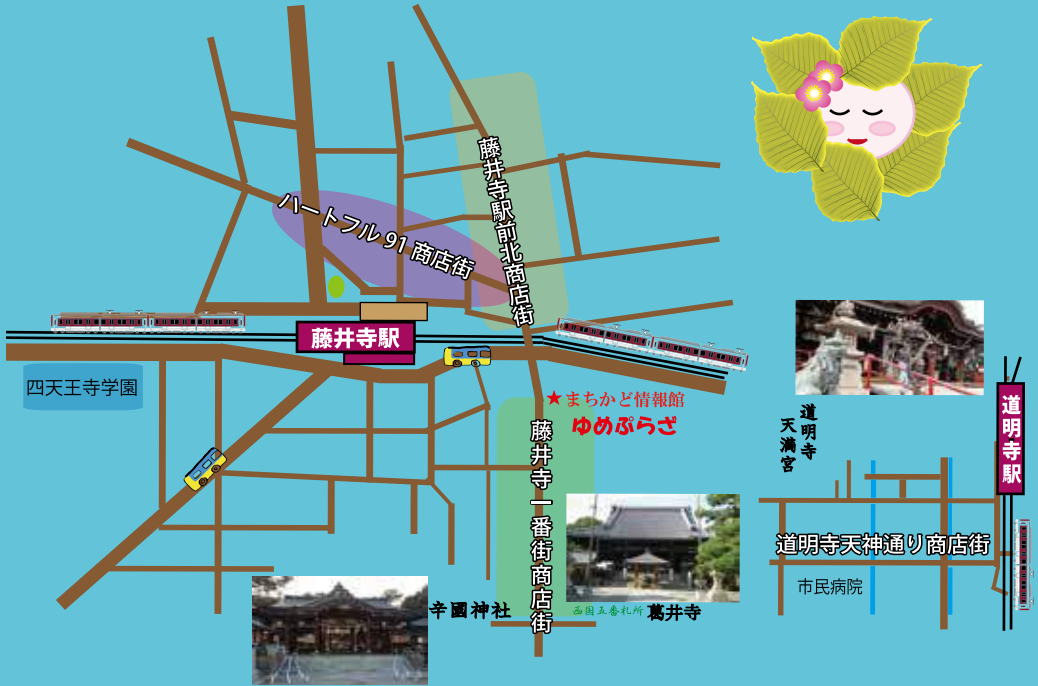 藤井寺駅前北商店街
ハートフル91商店街
藤井寺駅
四天王寺学園
★まちかど情報館
ゆめぷらざ
藤井寺一番街商店街
道明寺
天満宮
道明寺駅
道明寺天神通り商店街
市民病院
辛國神社
西国五番札所 葛井寺